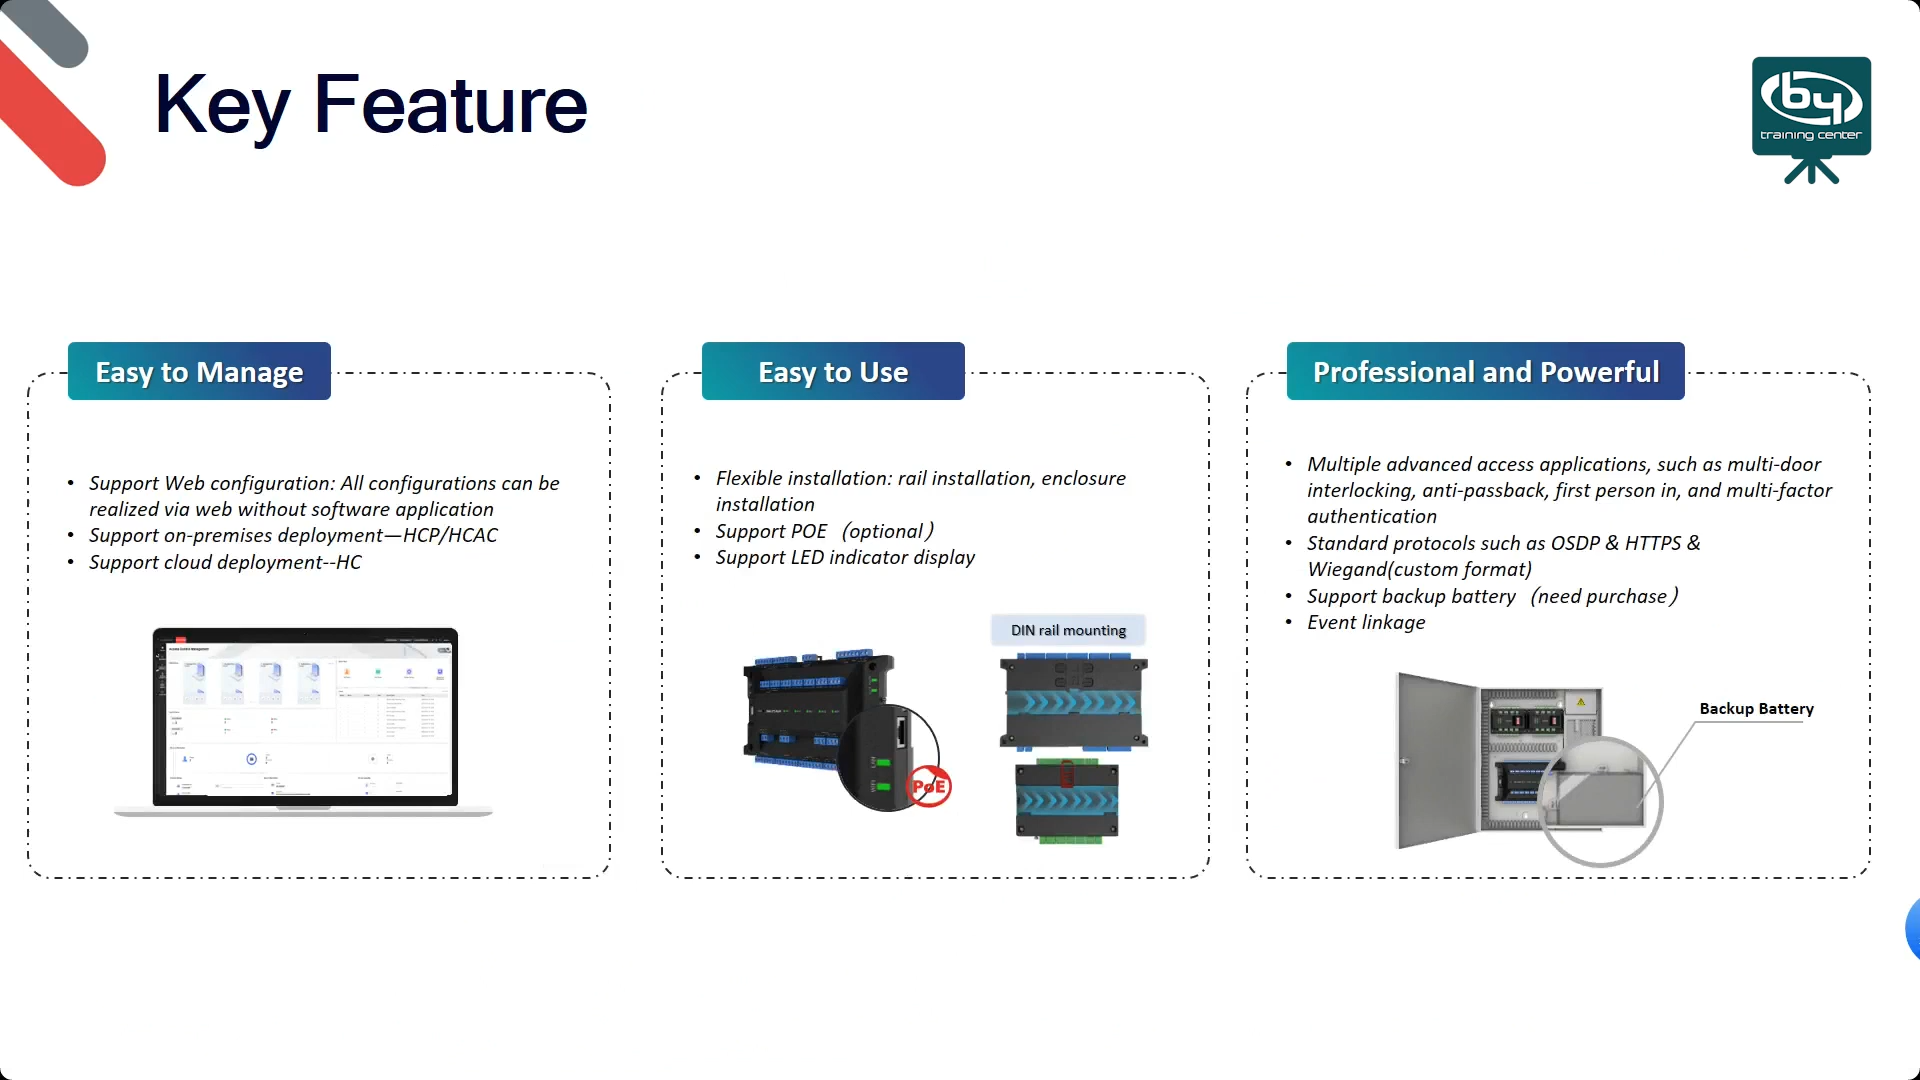 Key Feature
by
training center
Easy to Manage
• Support Web configuration: All configurations can be
realized via web without software application
• Support on-premises deployment—HCP/HCAC
• Support cloud deployment--HC
Easy to Use
• Flexible installation: rail installation, enclosure
installation
• Support POE（optional）
• Support LED indicator display
DIN rail mounting
PoE
Professional and Powerful
• Multiple advanced access applications, such as multi-door
interlocking, anti-passback, first person in, and multi-factor
authentication
• Standard protocols such as OSDP & HTTPS &
Wiegand(custom format)
• Support backup battery（need purchase）
• Event linkage
Backup Battery